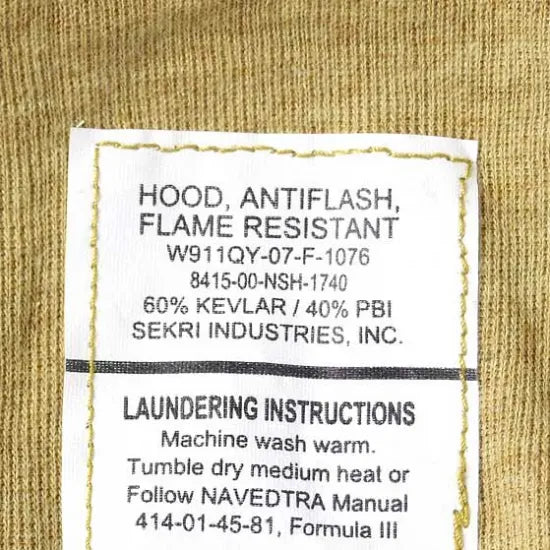 HOOD, ANTIFLASH,
FLAME RESISTANT
W911QY-07-F-1076
8415-00-NSH-1740
60% KEVLAR / 40% PBI
SEKRI INDUSTRIES, INC.
LAUNDERING INSTRUCTIONS
Machine wash warm.
Tumble dry medium heat or
Follow NAVEDTRA Manual
414-01-45-81, Formula III